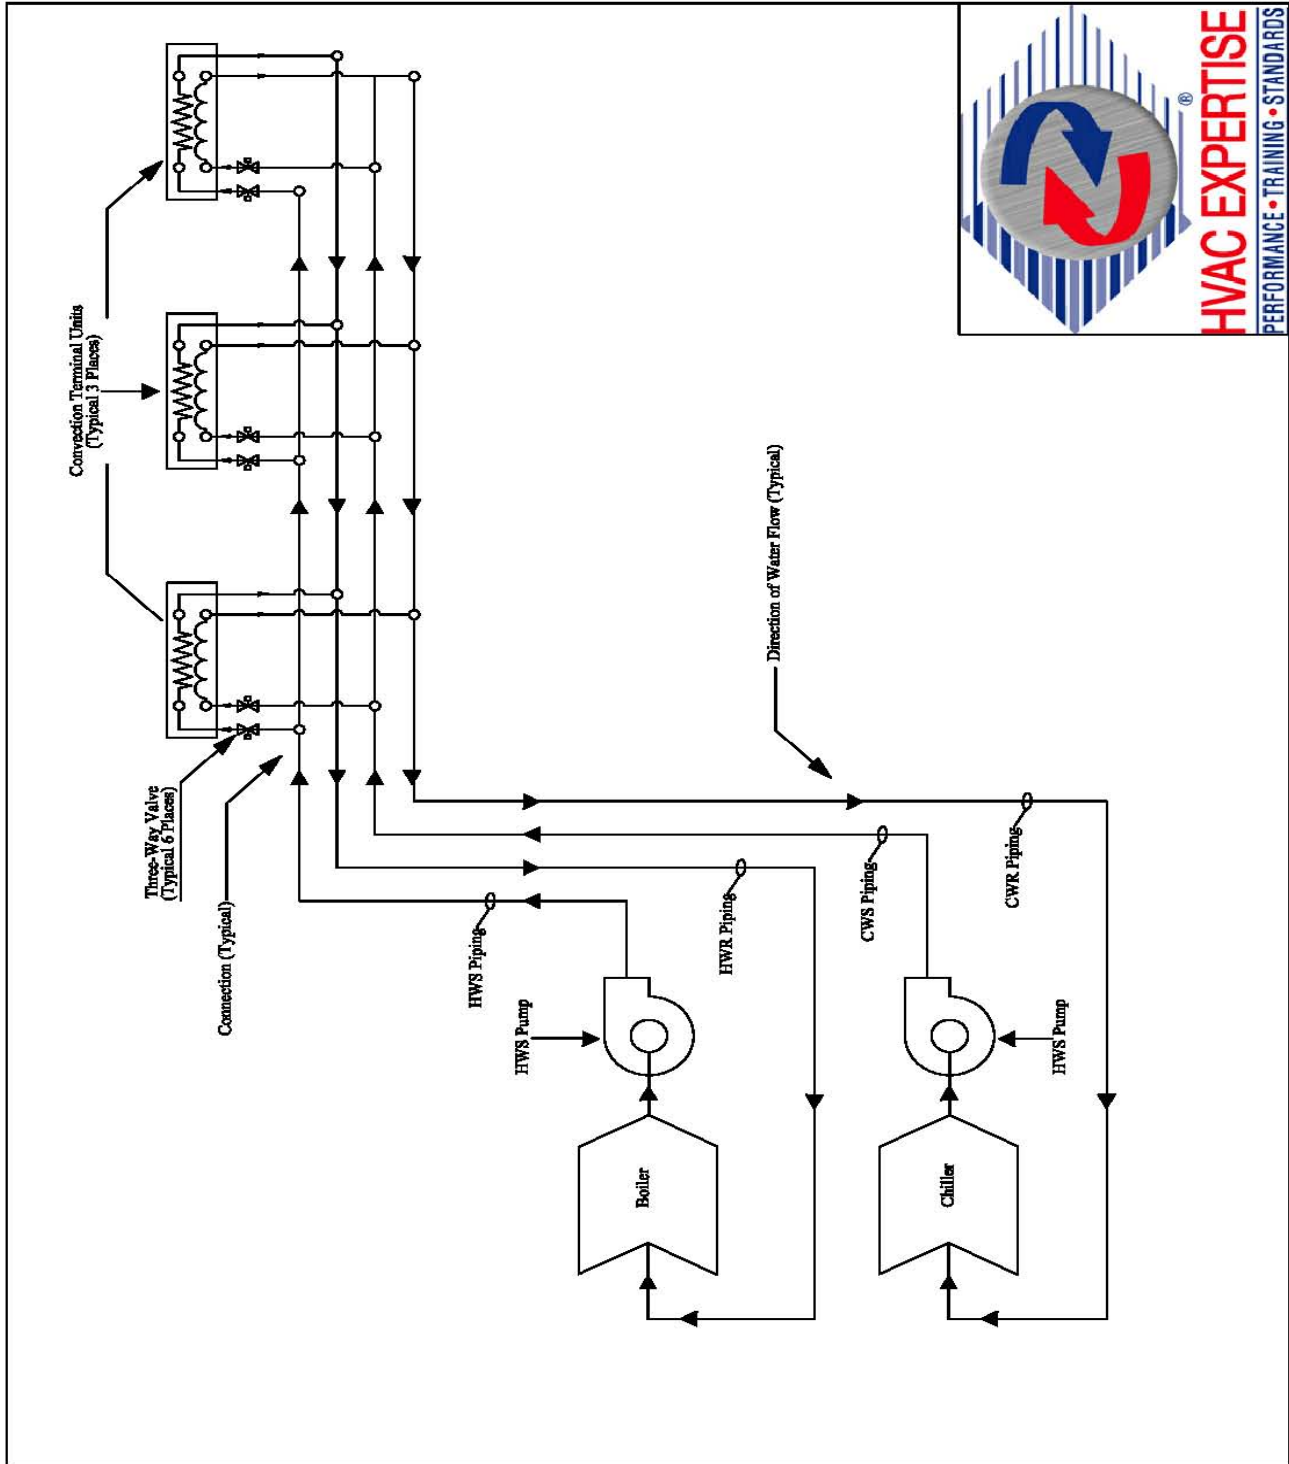 Convection Terminal Units
(Typical 3 Places)
Three-Way Valve
(Typical 6 Places)
Connection (Typical)
Direction of Water Flow (Typical)
HWS Piping
HWR Piping
CWS Piping
CWR Piping
HWS Pump
HWS Pump
Boiler
Chiller
®
HVAC EXPERTISE
PERFORMANCE•TRAINING•STANDARDS